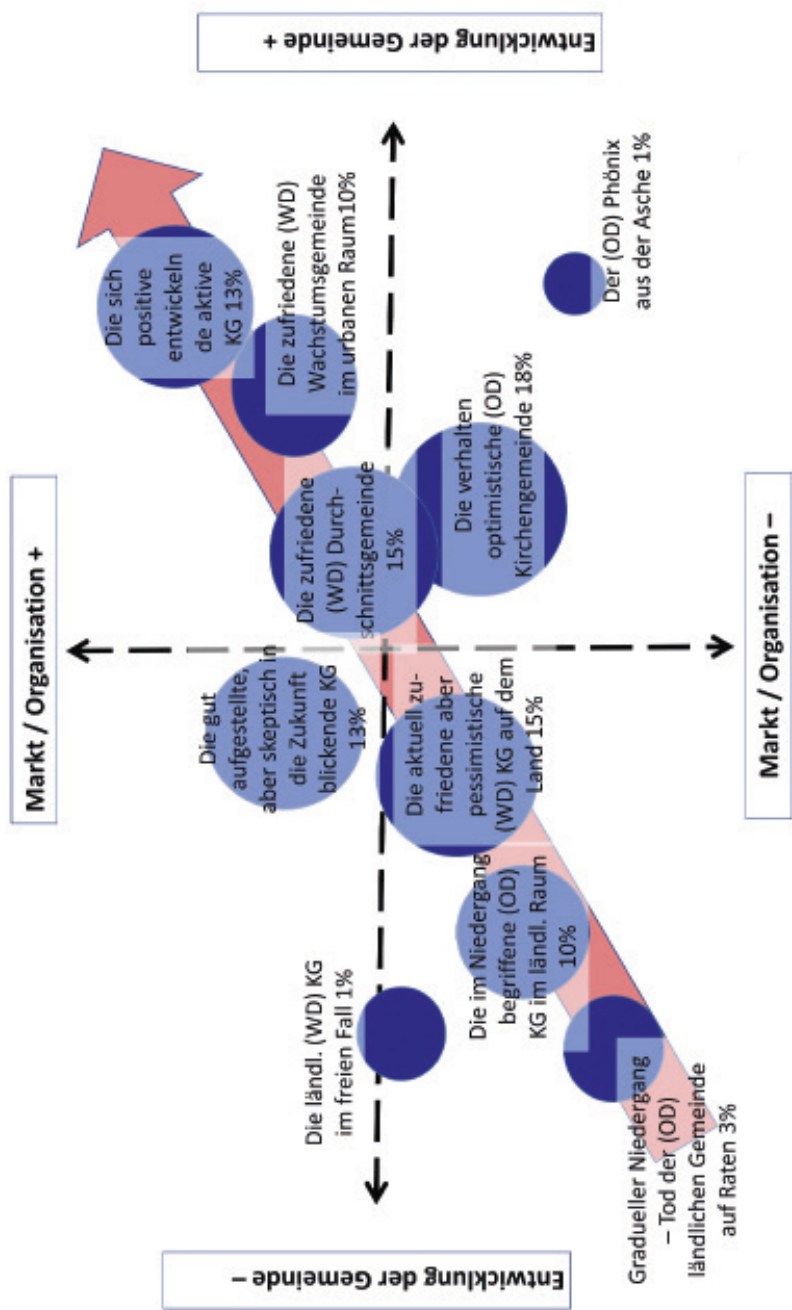 Markt / Organisation +
Entwicklung der Gemeinde –
Entwicklung der Gemeinde +
Markt / Organisation –
Die gut
aufgestellte,
aber skeptisch in
die Zukunft
blickende KG
13%
Die sich
positive
entwickeln
de aktive
KG 13%
Die zufriedene (WD)
Wachstumsgemeinde
im urbanen Raum10%
Die zufriedene
(WD) Durch-
schnittsgemeinde
15%
Die ländl. (WD) KG
im freien Fall 1%
Die aktuell zu-
friedene aber
pessimistische
(WD) KG auf dem
Land 15%
Die verhalten
optimistische (OD)
Kirchengemeinde 18%
Der (OD) Phönix
aus der Asche 1%
Die im Niedergang
begriffene (OD)
KG im ländl. Raum
10%
Gradueller Niedergang
– Tod der (OD)
ländlichen Gemeinde
auf Raten 3%